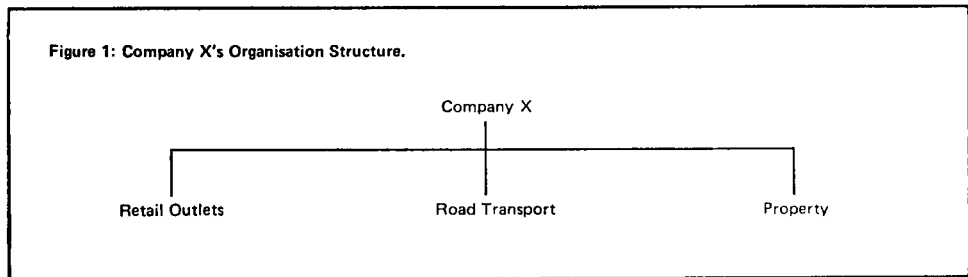 Figure 1: Company X's Organisation Structure.
Company X
Retail Outlets Road Transport Property